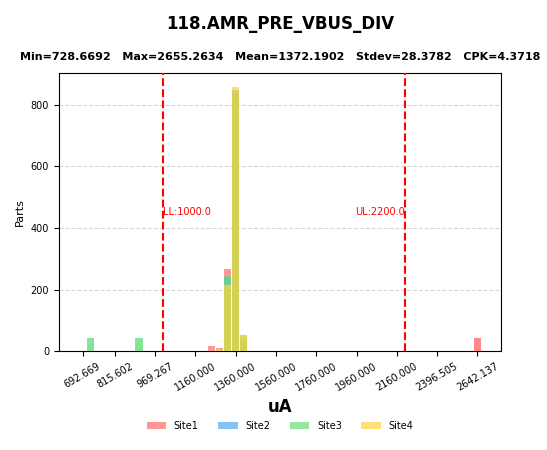 118.AMR_PRE_VBUS_DIV
Min=728.6692 Max=2655.2634 Mean=1372.1902 Stdev=28.3782 CPK=4.3718
800
600
400
200
0
Parts
LL:1000.0
UL:2200.0
692.669
815.602
969.267
1160.000
1360.000
1560.000
1760.000
1960.000
2160.000
2396.505
2642.137
uA
Site1 Site2 Site3 Site4